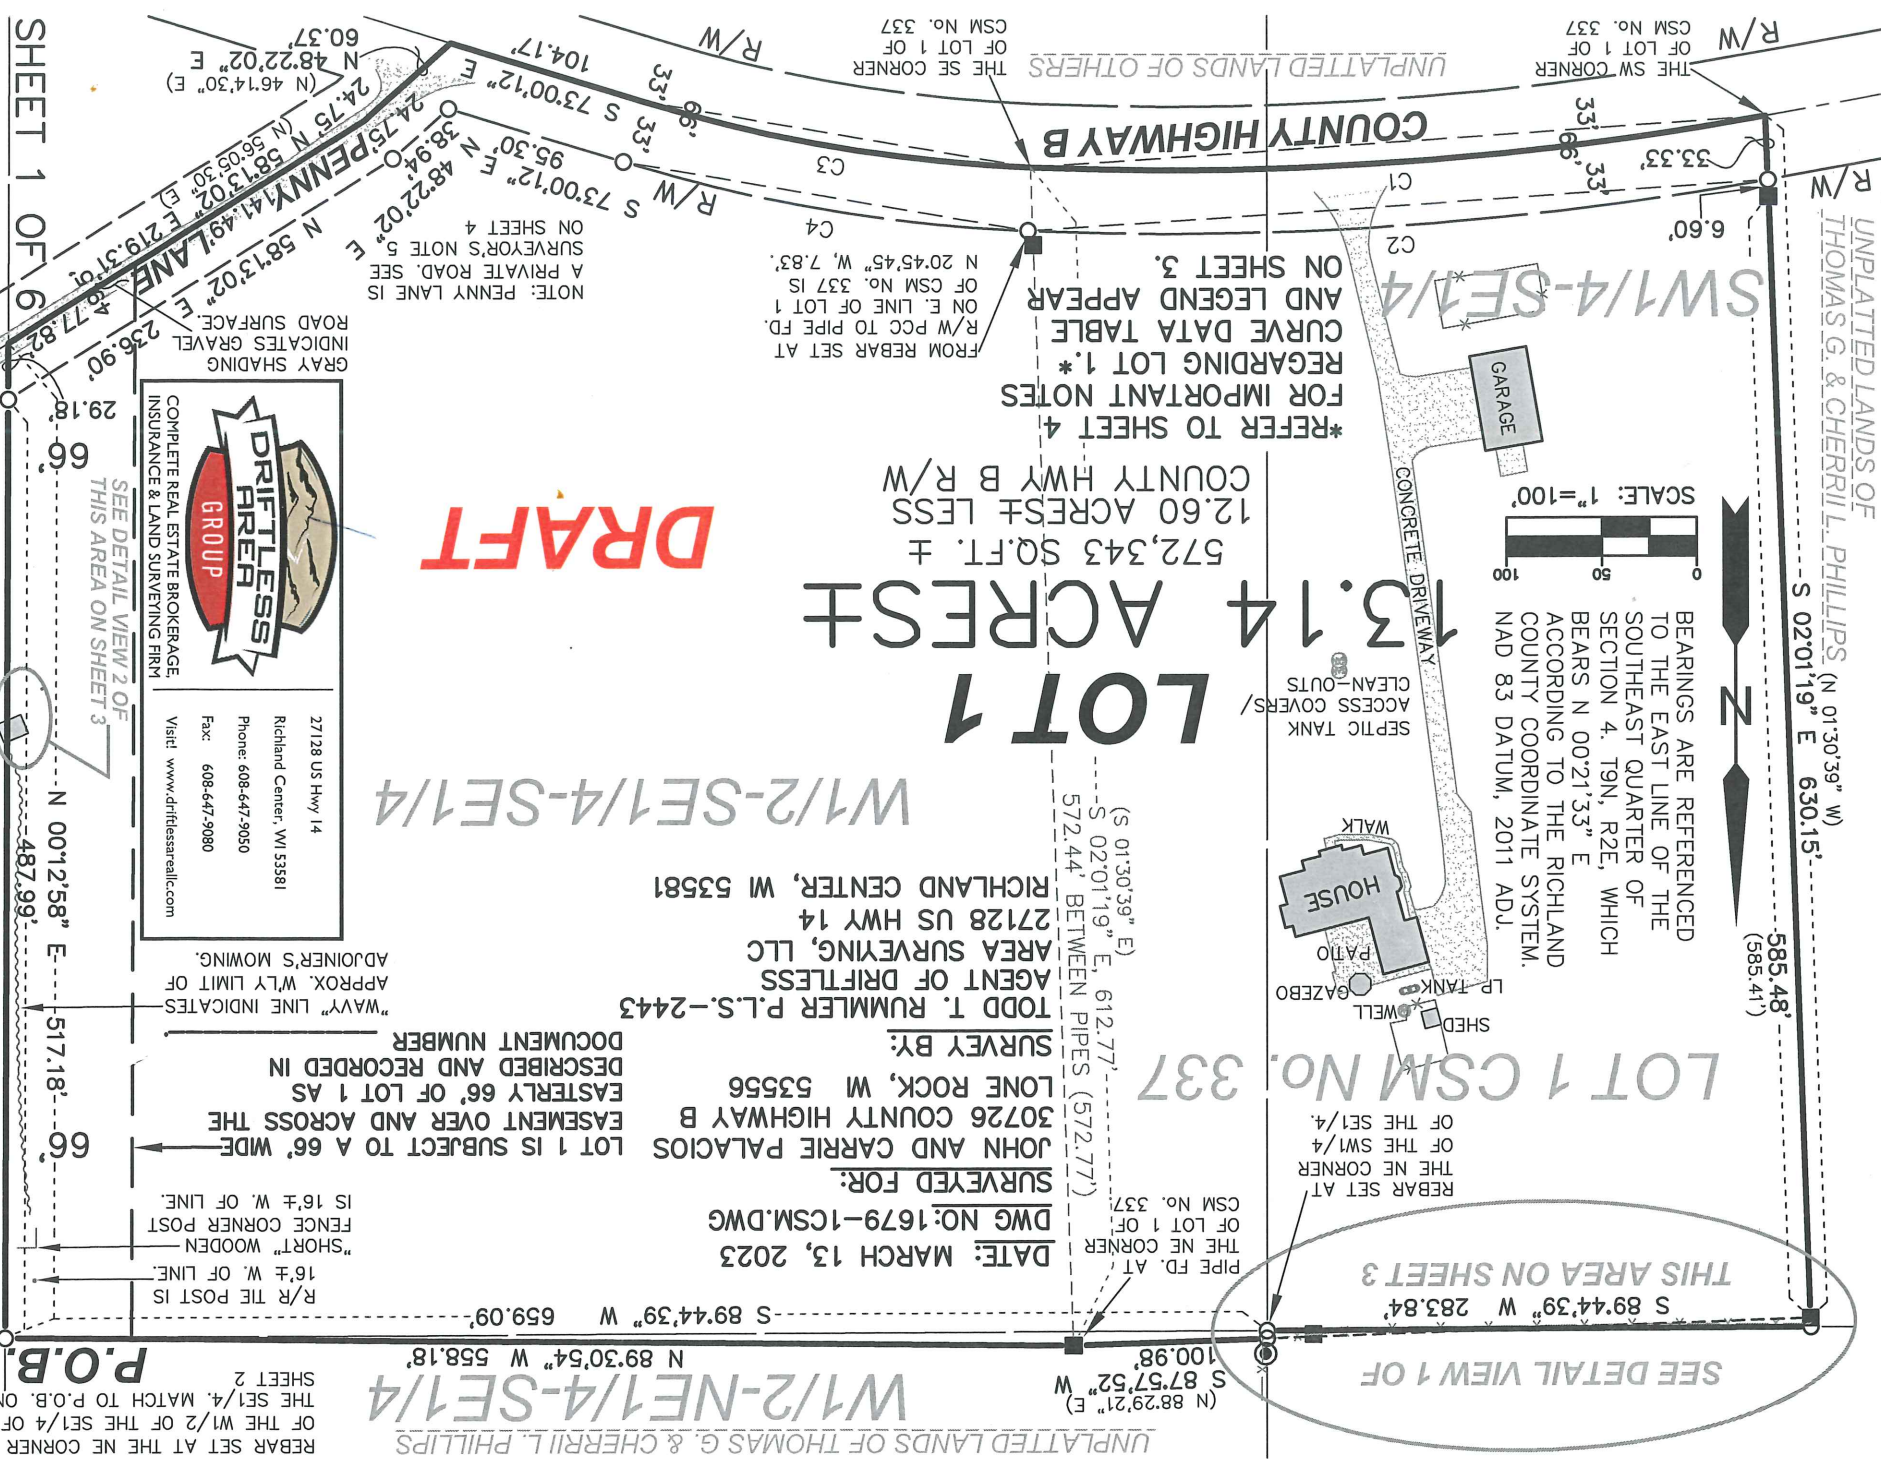 UNPLATTED LANDS OF THOMAS G. & CHERRI L. PHILLIPS
W1/2-NE1/4-SE1/4
(N 88°29'21" E)
S 87°57'52" W
100.98'
N 89°30'54" W 558.18'
S 89°44'39" W 659.09'
REBAR SET AT THE NE CORNER
OF THE W1/2 OF THE SE1/4 OF
THE SE1/4. MATCH TO P.O.B.
SHEET 2
P.O.B.
SEE DETAIL VIEW 1 OF
THIS AREA ON SHEET 3
S 89°44'39" W 283.84'
PIPE FD. AT
THE NE CORNER
OF LOT 1 OF
CSM No. 337
REBAR SET AT
THE NE CORNER
OF THE SW1/4
OF THE SE1/4.
DATE: MARCH 13, 2023
DWG NO: 1679-1CSM.DWG
SURVEYED FOR:
JOHN AND CARRIE PALACIOS
30726 COUNTY HIGHWAY B
LONE ROCK, WI 53556
SURVEY BY:
TODD T. RUMMLER P.L.S.-2443
AGENT OF DRIFTLESS
AREA SURVEYING, LLC
27128 US HWY 14
RICHLAND CENTER, WI 53581
R/R TIE POST IS
16'± W. OF LINE.
"SHORT" WOODEN
FENCE CORNER POST
IS 16'± W. OF LINE.
LOT 1 IS SUBJECT TO A 66' WIDE
EASEMENT OVER AND ACROSS THE
EASTERLY 66' OF LOT 1 AS
DESCRIBED AND RECORDED IN
DOCUMENT NUMBER
"WAVY" LINE INDICATES
APPROX. W'LY LIMIT OF
ADJOINER'S MOWING.
66'
N 00°12'58" E 517.18'
487.99'
LOT 1 CSM No. 337
SHED
WELL
LP TANK
GAZEBO
PATIO
HOUSE
WALK
(S 01°30'39" E)
S 02°01'19" E, 612.77'
572.44' BETWEEN PIPES (572.77')
W1/2-SE1/4-SE1/4
585.48'
(585.41')
S 02°01'19" E 630.15'
(N 01°30'39" W)
UNPLATTED LANDS OF
THOMAS G. & CHERRI L. PHILLIPS
N
BEARINGS ARE REFERENCED
TO THE EAST LINE OF THE
SOUTHEAST QUARTER OF
SECTION 4. T9N, R2E, WHICH
BEARS N 00°21'33" E
ACCORDING TO THE RICHLAND
COUNTY COORDINATE SYSTEM.
NAD 83 DATUM, 2011 ADJ.
0 50 100
SCALE: 1"=100'
SEPTIC TANK
ACCESS COVERS/
CLEAN-OUTS
CONCRETE DRIVEWAY
GARAGE
LOT 1
13.14 ACRES±
572,343 SQ.FT. ±
12.60 ACRES± LESS
COUNTY HWY B R/W
*REFER TO SHEET 4
FOR IMPORTANT NOTES
REGARDING LOT 1.*
CURVE DATA TABLE
AND LEGEND APPEAR
ON SHEET 3.
DRAFT
DRIFTLESS
AREA
GROUP
COMPLETE REAL ESTATE BROKERAGE,
INSURANCE & LAND SURVEYING FIRM
27128 US Hwy 14
Richland Center, WI 53581
Phone: 608-647-9050
Fax: 608-647-9080
Visit! www.driftlessareallc.com
SEE DETAIL VIEW 2 OF
THIS AREA ON SHEET 3
66'
29.18'
GRAY SHADING
INDICATES GRAVEL
ROAD SURFACE.
FROM REBAR SET AT
R/W TO PCC TO PIPE FD.
ON E. LINE OF LOT 1
OF CSM No. 337 IS
N 20°45'45" W, 7.83'.
NOTE: PENNY LANE IS
A PRIVATE ROAD. SEE
SURVEYOR'S NOTE 5
ON SHEET 4
SW1/4-SE1/4
6.60'
33.33'
R/W
C2
C1
33'
66'
33'
COUNTY HIGHWAY B
C4
C3
R/W
S 73°00'12" E
95.30'
N 48°22'02" E
38.94'
N 58°13'02" E
236.90'
S 73°00'12" E
104.17'
33'
66'
33'
PENNY LANE
24.75'
24.75'
141.49'
77.82'
49.5'
N 58°13'02" E 219.31'
(N 56°05'30" E)
(N 46°14'30" E)
N 48°22'02" E
60.37'
THE SW CORNER
OF LOT 1 OF
CSM No. 337
R/W
UNPLATTED LANDS OF OTHERS
THE SE CORNER
OF LOT 1 OF
CSM No. 337
R/W
SHEET 1 OF 6